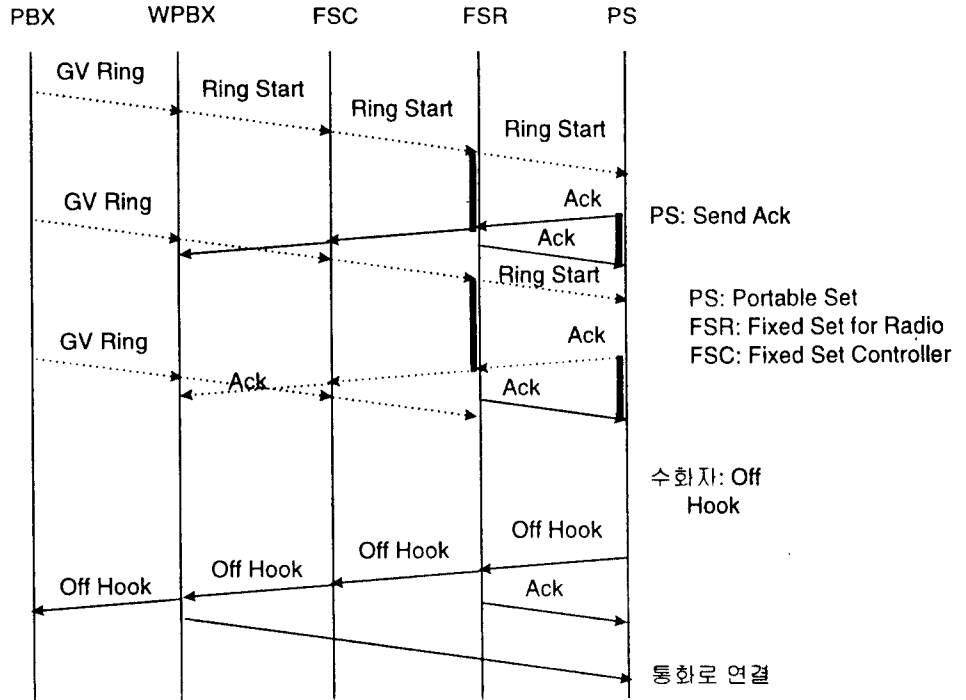 PBX WPBX FSC FSR PS
GV Ring
Ring Start
Ring Start
Ring Start
GV Ring
Ack
PS: Send Ack
Ack
Ring Start
PS: Portable Set
FSR: Fixed Set for Radio
FSC: Fixed Set Controller
GV Ring
Ack
Ack
Ack
수화자: Off
Hook
Off Hook
Off Hook
Off Hook
Off Hook
Ack
통화로 연결